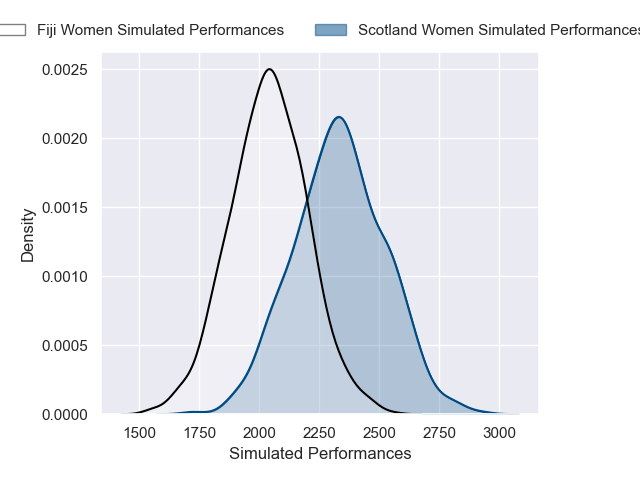 Fiji Women Simulated Performances
Scotland Women Simulated Performances
0.0025
0.0020
0.0015
0.0010
0.0005
0.0000
Density
1500 1750 2000 2250 2500 2750 3000
Simulated Performances